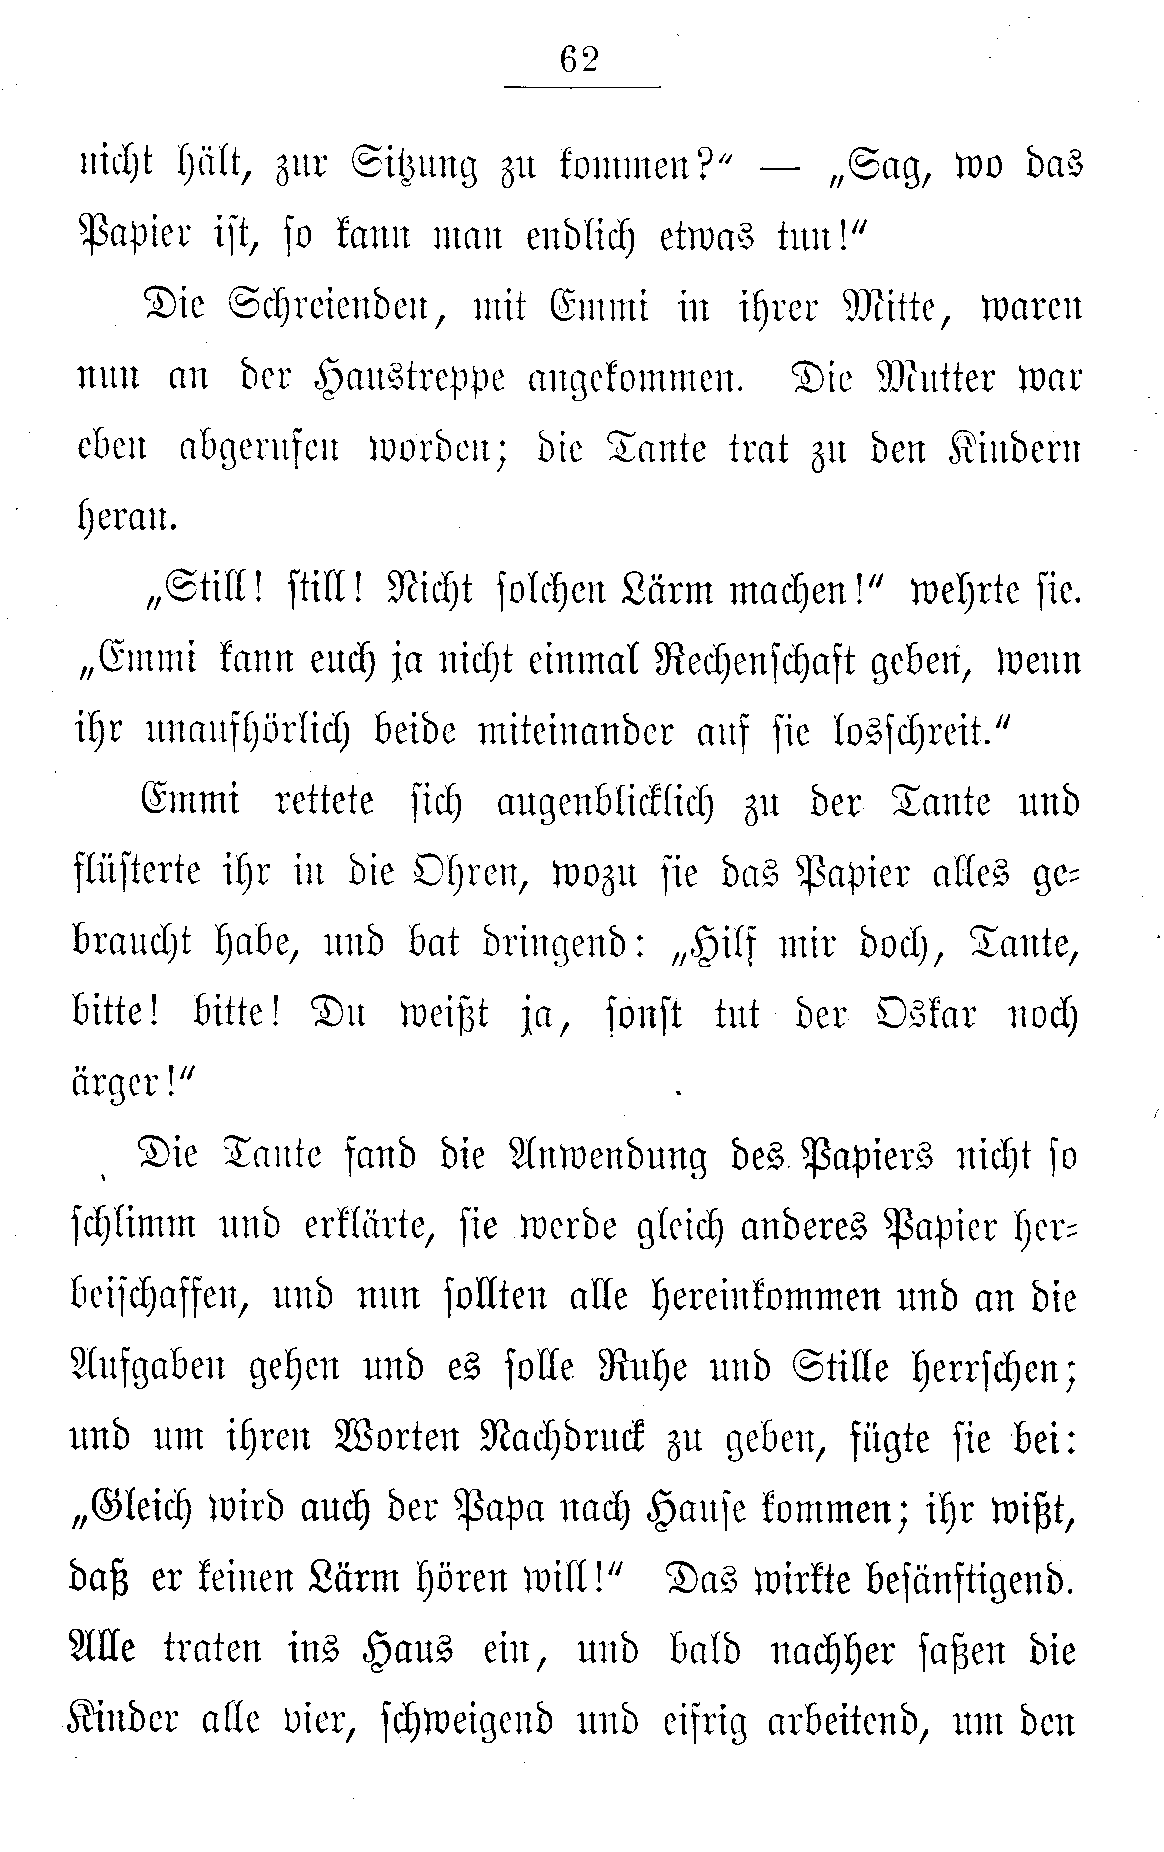 62
nicht hält, zur Sitzung zu kommen?“ — „Sag, wo das
Papier ist, so kann man endlich etwas tun!“
Die Schreienden, mit Emmi in ihrer Mitte, waren
nun an der Haustreppe angekommen. Die Mutter war
eben abgerufen worden; die Tante trat zu den Kindern
heran.
„Still! still! Nicht solchen Lärm machen!“ wehrte sie.
„Emmi kann euch ja nicht einmal Rechenschaft geben, wenn
ihr unaufhörlich beide miteinander auf sie losschreit.“
Emmi rettete sich augenblicklich zu der Tante und
flüsterte ihr in die Ohren, wozu sie das Papier alles ge-
braucht habe, und bat dringend: „Hilf mir doch, Tante,
bitte! bitte! Du weißt ja, sonst tut der Oskar noch
ärger!“
Die Tante fand die Anwendung des Papiers nicht so
schlimm und erklärte, sie werde gleich anderes Papier her-
beischaffen, und nun sollten alle hereinkommen und an die
Aufgaben gehen und es solle Ruhe und Stille herrschen;
und um ihren Worten Nachdruck zu geben, fügte sie bei:
„Gleich wird auch der Papa nach Hause kommen; ihr wißt,
daß er keinen Lärm hören will!“ Das wirkte besänftigend.
Alle traten ins Haus ein, und bald nachher saßen die
Kinder alle vier, schweigend und eifrig arbeitend, um den